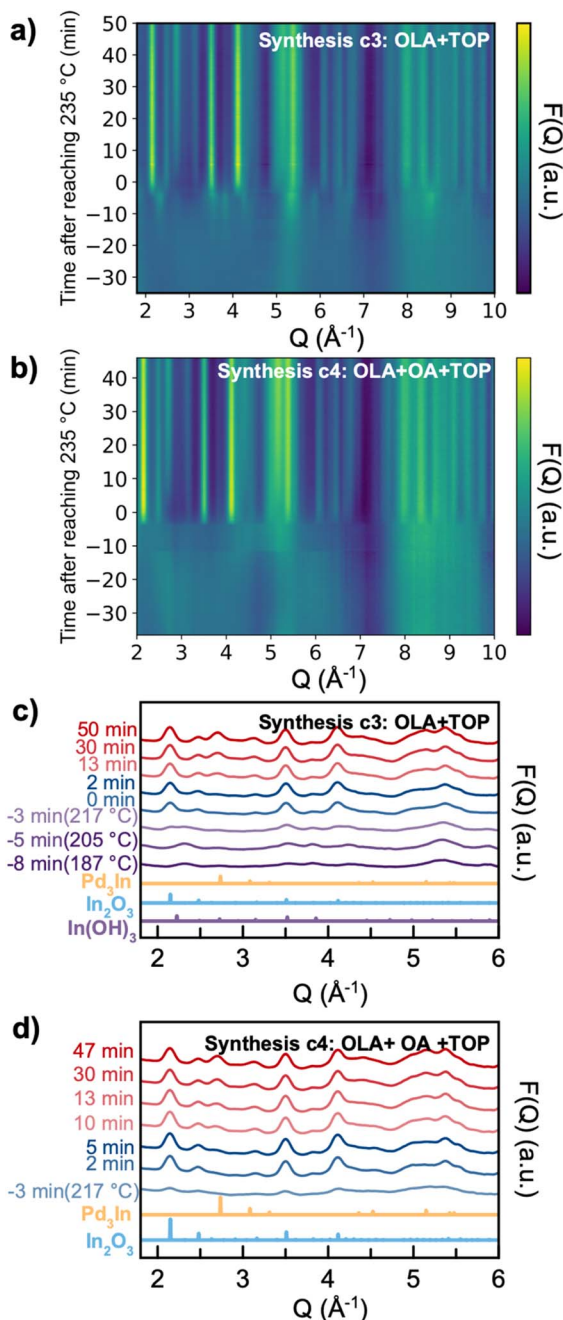 a)
Synthesis c3: OLA+TOP
Time after reaching 235 °C (min)
50
40
30
20
10
0
−10
−20
−30
2 3 4 5 6 7 8 9 10
Q (Å⁻¹)
F(Q) (a.u.)
b)
Synthesis c4: OLA+OA+TOP
Time after reaching 235 °C (min)
40
30
20
10
0
−10
−20
−30
2 3 4 5 6 7 8 9 10
Q (Å⁻¹)
F(Q) (a.u.)
c)
Synthesis c3: OLA+TOP
50 min
30 min
13 min
2 min
0 min
-3 min(217 °C)
-5 min(205 °C)
-8 min(187 °C)
Pd₃In
In₂O₃
In(OH)₃
2 3 4 5 6
Q (Å⁻¹)
F(Q) (a.u.)
d)
Synthesis c4: OLA+ OA +TOP
47 min
30 min
13 min
10 min
5 min
2 min
-3 min(217 °C)
Pd₃In
In₂O₃
2 3 4 5 6
Q (Å⁻¹)
F(Q) (a.u.)